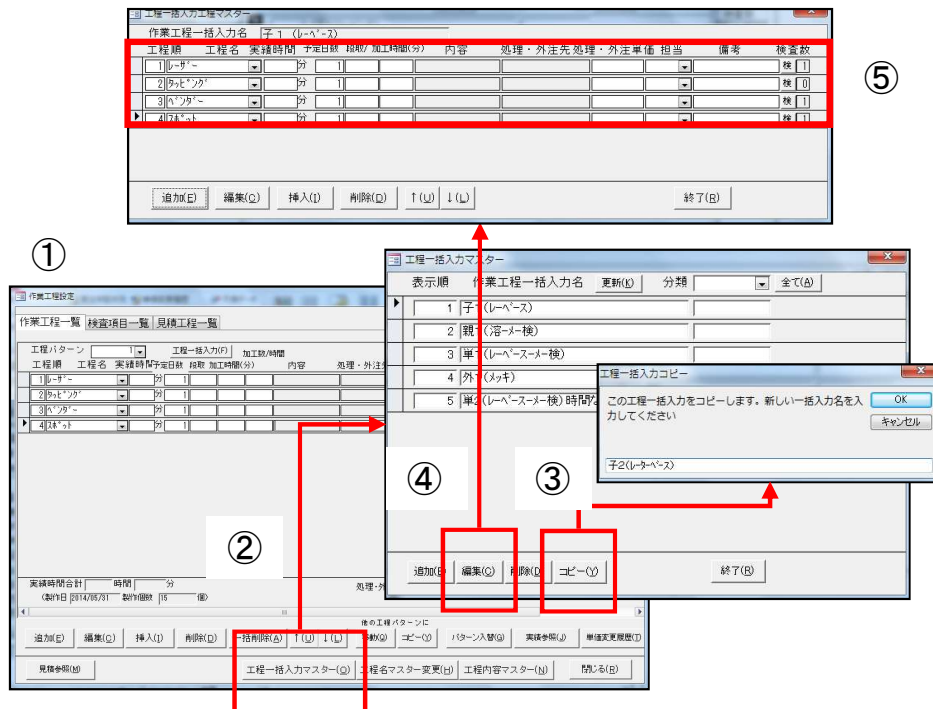 工程一括入力工程マスター
作業工程一括入力名 子1 (レーベース)
工程順 工程名 実績時間 予定日数 段取/加工時間(分) 内容 処理・外注先 処理・外注単価 担当 備考 検査数
1 レーザー 分 1 検 1
2 タッピング 分 1 検 0
3 ベンダー 分 1 検 1
4 スポット 分 1 検 1
⑤
追加(E) 編集(C) 挿入(I) 削除(D) ↑(U) ↓(L) 終了(R)
①
作業工程設定
作業工程一覧 検査項目一覧 見積工程一覧
工程パターン 1 工程一括入力(F) 加工数/時間
工程順 工程名 実績時間 予定日数 段取 加工時間(分) 内容 処理・外注
1 レーザー 分 1
2 タッピング 分 1
3 ベンダー 分 1
4 スポット 分 1
②
実績時間合計 時間 分 処理・外
(製作日 2014/05/31 製作個数 15 個)
他の工程パターンに
追加(E) 編集(C) 挿入(I) 削除(D) 一括削除(A) ↑(U) ↓(L) 移動(Q) コピー(Y) パターン入替(G) 実績参照(J) 単価変更履歴(T)
見積参照(M) 工程一括入力マスター(O) 工程名マスター変更(H) 工程内容マスター(N) 閉じる(R)
工程一括入力マスター
表示順 作業工程一括入力名 更新(K) 分類 全て(A)
1 子1(レーベース)
2 親1(溶ーメー検)
3 単1(レーベースーメー検)
4 外1(メッキ)
5 単2(レーベースーメー検)時間な
④
③
追加(E) 編集(C) 削除(D) コピー(Y) 終了(R)
工程一括入力コピー
この工程一括入力をコピーします。新しい一括入力名を入
力してください
OK
キャンセル
子2(レーターベース)